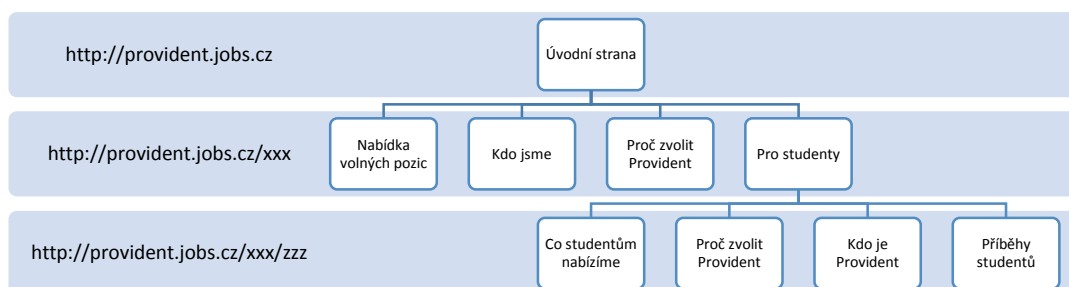 http://provident.jobs.cz
Úvodní strana
http://provident.jobs.cz/xxx
Nabídka
volných pozic
Kdo jsme
Proč zvolit
Provident
Pro studenty
http://provident.jobs.cz/xxx/zzz
Co studentům
nabízíme
Proč zvolit
Provident
Kdo je
Provident
Příběhy
studentů